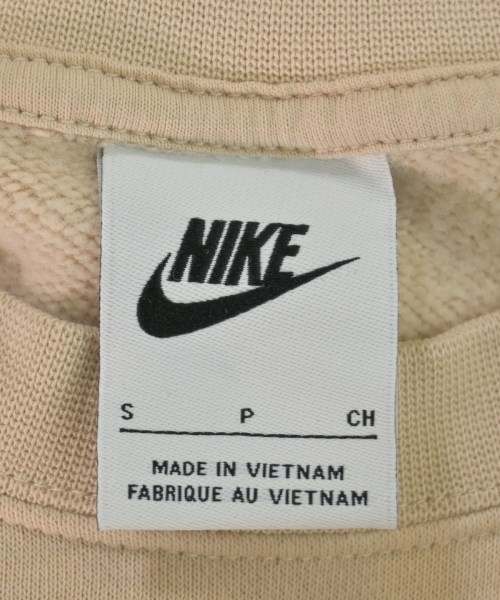 NIKE
S P CH
MADE IN VIETNAM
FABRIQUE AU VIETNAM